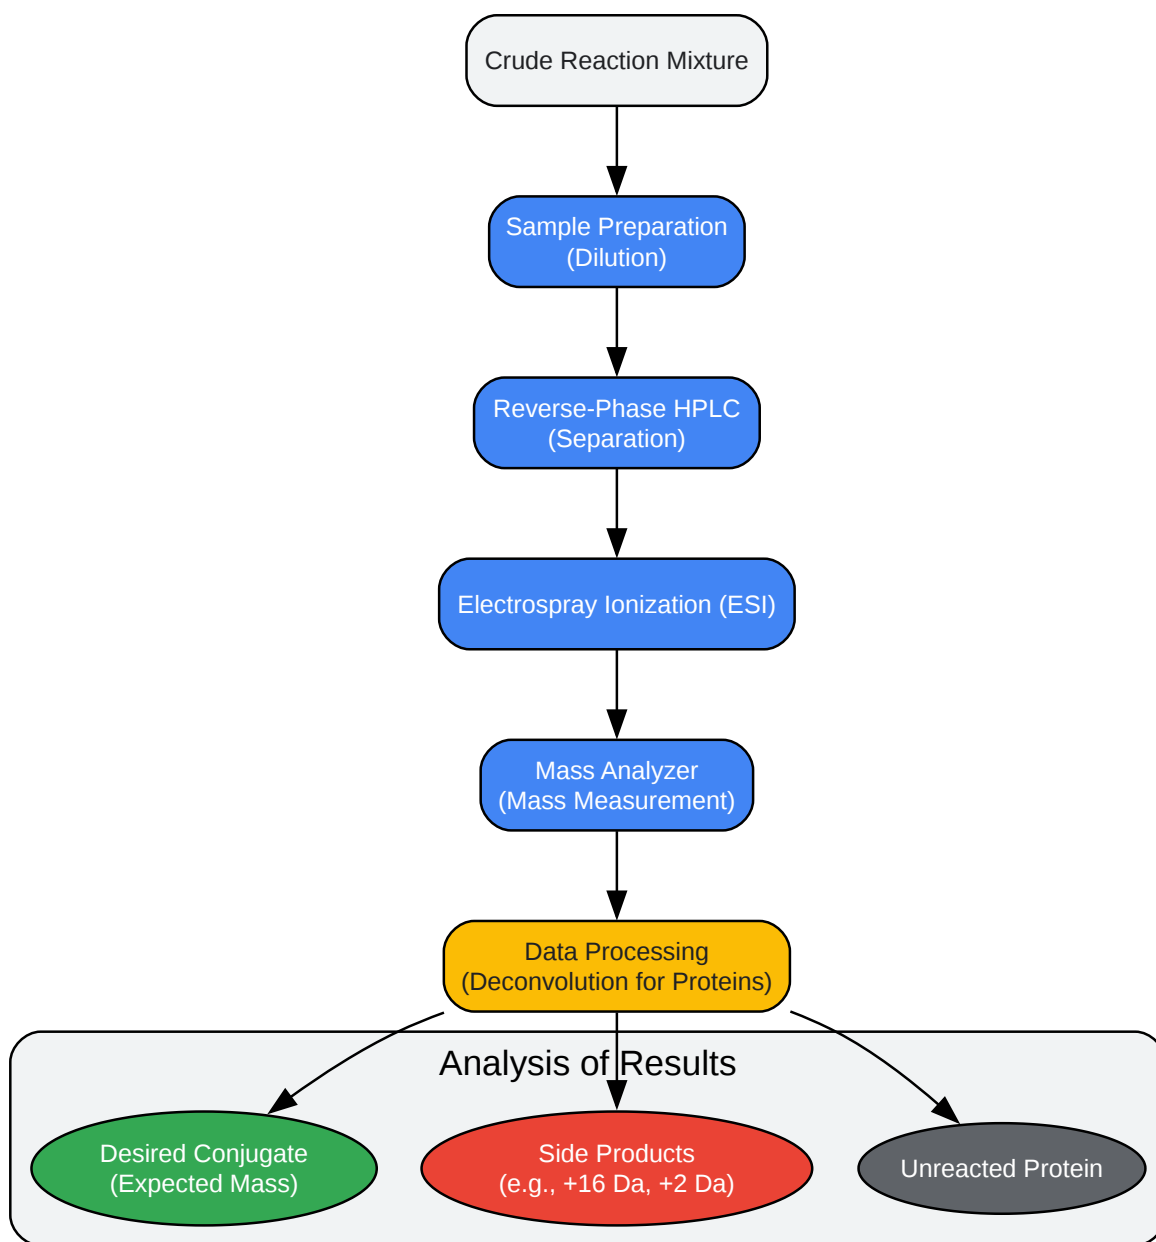 Crude Reaction Mixture
Sample Preparation
(Dilution)
Reverse-Phase HPLC
(Separation)
Electrospray Ionization (ESI)
Mass Analyzer
(Mass Measurement)
Data Processing
(Deconvolution for Proteins)
Analysis of Results
Desired Conjugate
(Expected Mass)
Side Products
(e.g., +16 Da, +2 Da)
Unreacted Protein